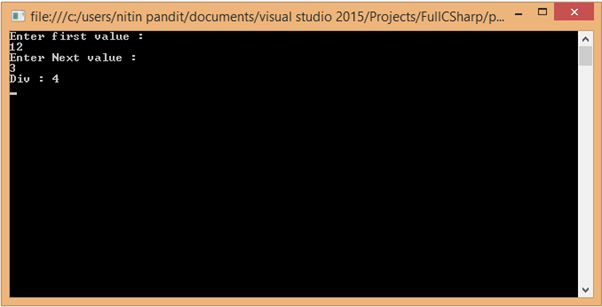 file:///c:/users/nitin pandit/documents/visual studio 2015/Projects/FullCSharp/p...
Enter first value :
12
Enter Next value :
3
Div : 4